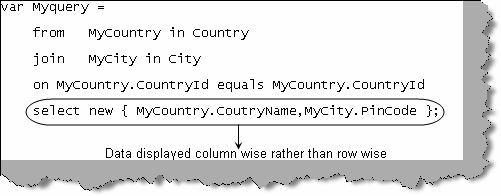 var Myquery =
from MyCountry in Country
join MyCity in City
on MyCountry.CountryId equals MyCountry.CountryId
select new { MyCountry.CoutryName,MyCity.PinCode };
Data displayed column wise rather than row wise